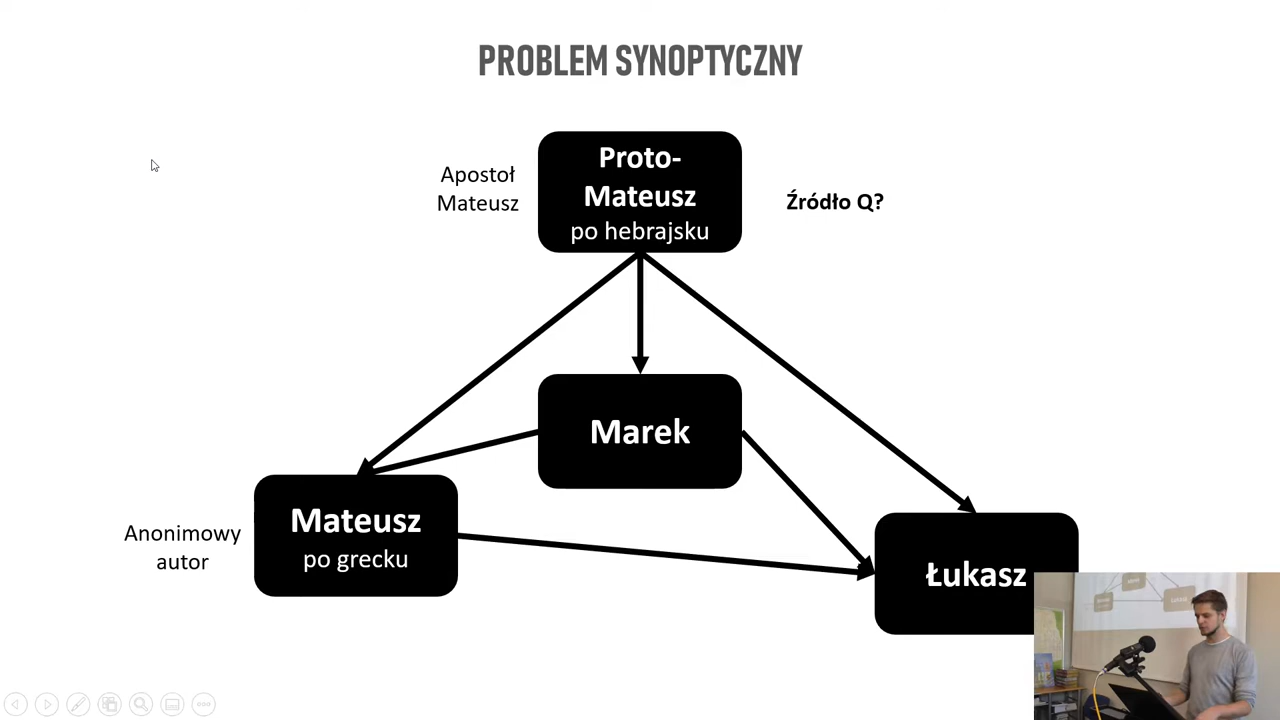 PROBLEM SYNOPTYCZNY
Apostoł
Mateusz
Proto-
Mateusz
po hebrajsku
Źródło Q?
Marek
Anonimowy
autor
Mateusz
po grecku
Łukasz